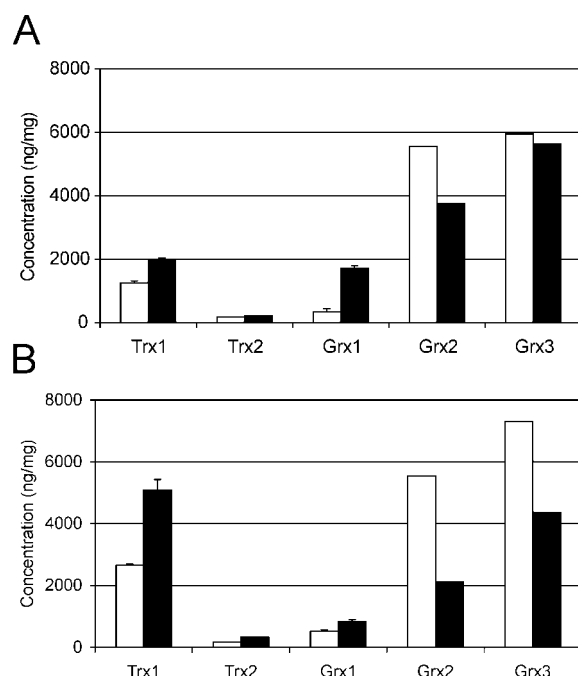 A
Concentration (ng/mg)
8000
6000
4000
2000
0
Trx1 Trx2 Grx1 Grx2 Grx3
B
Concentration (ng/mg)
8000
6000
4000
2000
0
Trx1 Trx2 Grx1 Grx2 Grx3